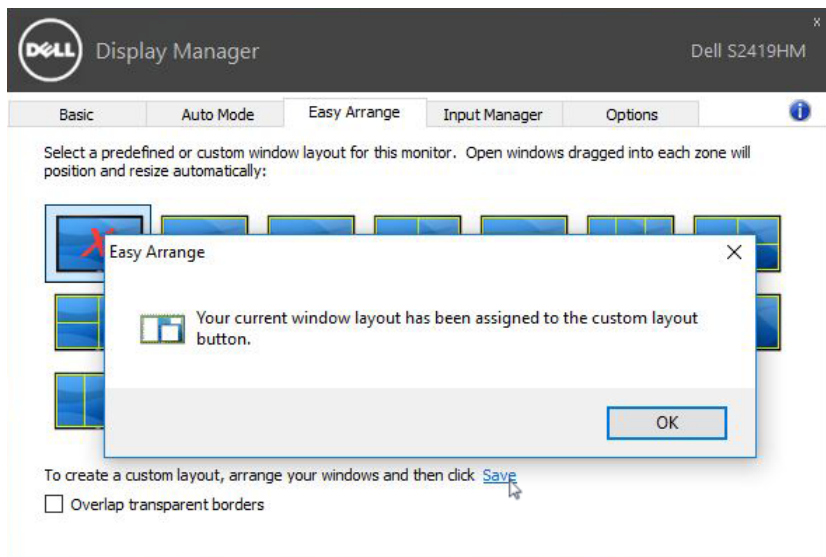 x
DELL
Display Manager
Dell S2419HM
Basic
Auto Mode
Easy Arrange
Input Manager
Options
Select a predefined or custom window layout for this monitor. Open windows dragged into each zone will
position and resize automatically:
Easy Arrange
Your current window layout has been assigned to the custom layout
button.
OK
To create a custom layout, arrange your windows and then click Save
Overlap transparent borders